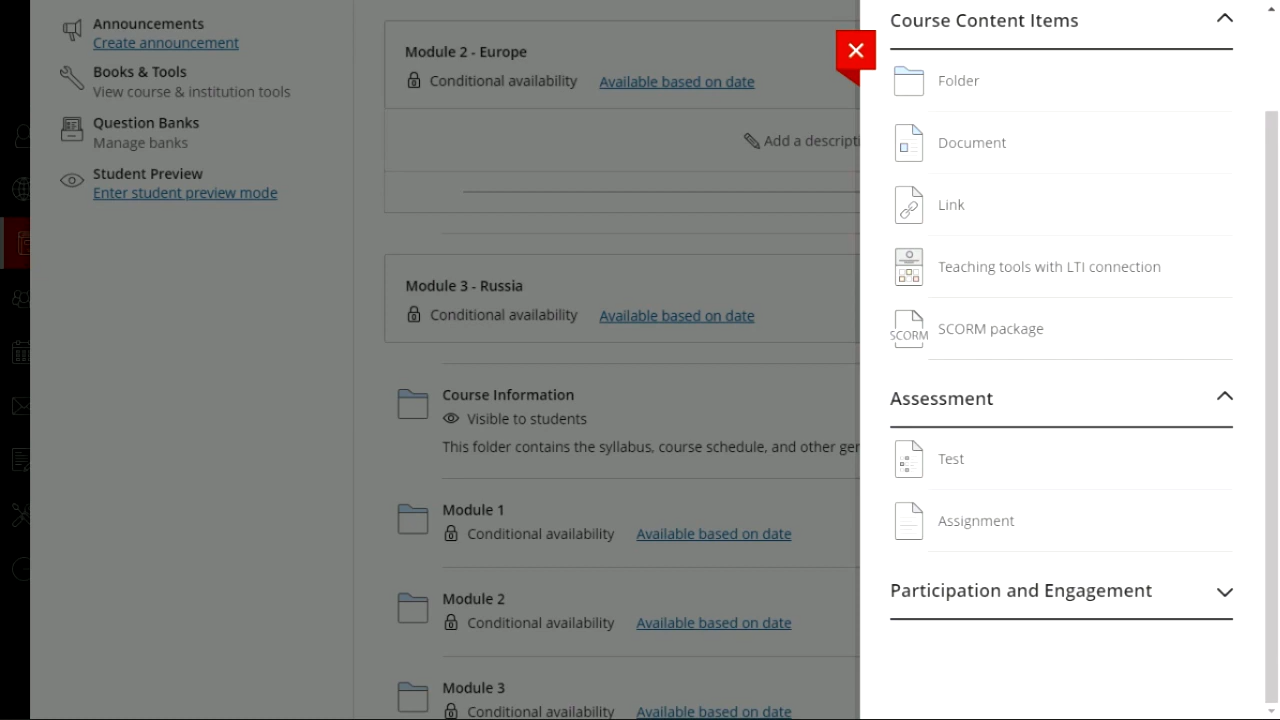 Announcements
Create announcement
Books & Tools
View course & institution tools
Question Banks
Manage banks
Student Preview
Enter student preview mode
Module 2 - Europe
Conditional availability Available based on date
Add a descripti
Module 3 - Russia
Conditional availability Available based on date
Course Information
Visible to students
This folder contains the syllabus, course schedule, and other ger
Module 1
Conditional availability Available based on date
Module 2
Conditional availability Available based on date
Module 3
Conditional availability Available based on date
Course Content Items
Folder
Document
Link
Teaching tools with LTI connection
SCORM SCORM package
Assessment
Test
Assignment
Participation and Engagement